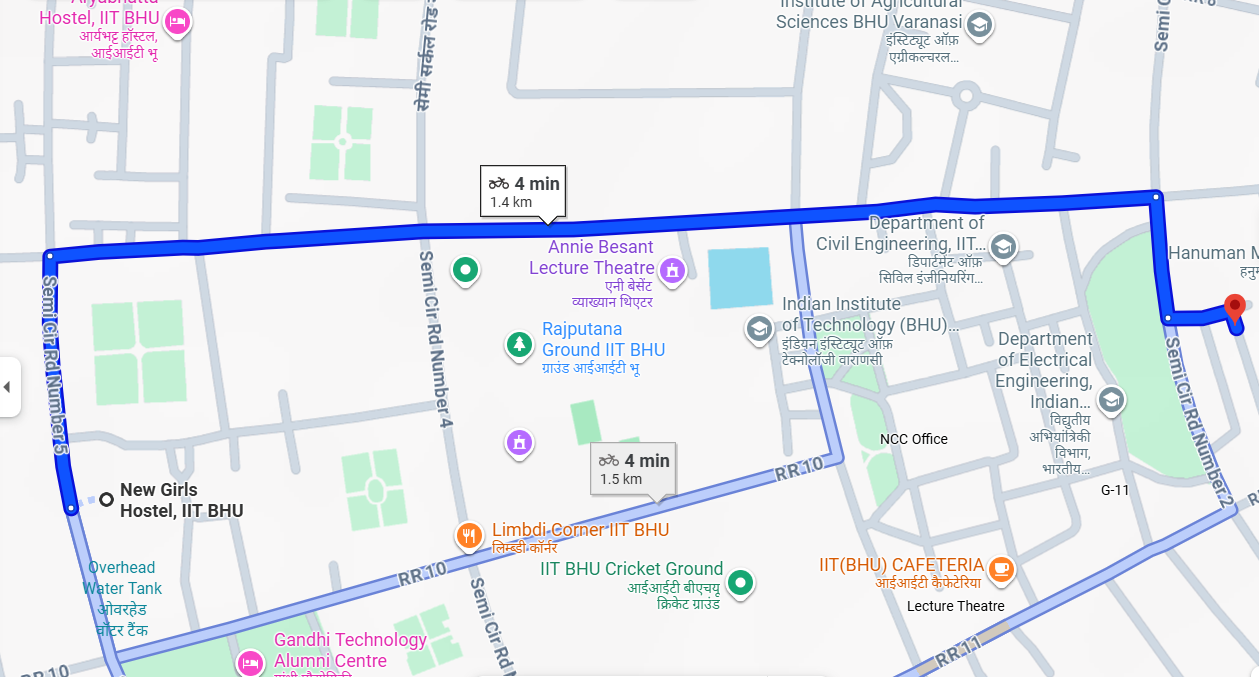 Hostel, IIT BHU
आर्यभट्ट हॉस्टल,
आईआईटी भू
सेमी सर्कल रोड
Sciences BHU Varanasi
इंस्टिट्यूट ऑफ़
एग्रीकल्चरल…
Semi C
4 min
1.4 km
Annie Besant
Lecture Theatre
एनी बेसेंट
व्याख्यान थिएटर
Department of
Civil Engineering, IIT…
डिपार्टमेंट ऑफ़
सिविल इंजीनियरिंग…
Hanuman M
हनु
Semi Cir Rd Number 5
Semi Cir Rd Number 4
Rajputana
Ground IIT BHU
ग्राउंड आईआईटी भू
Indian Institute
of Technology (BHU)…
इंडियन इंस्टिट्यूट ऑफ़
टेक्नोलॉजी वाराणसी
Department
of Electrical
Engineering,
Indian…
विद्युतीय
अभियांत्रिकी
विभाग,
भारतीय…
Semi Cir Rd Number 2
NCC Office
4 min
1.5 km
RR 10
G-11
New Girls
Hostel, IIT BHU
Limbdi Corner IIT BHU
लिम्ब्डी कॉर्नर
Overhead
Water Tank
ओवरहेड
वॉटर टैंक
RR 10
IIT BHU Cricket Ground
आईआईटी बीएचयू
क्रिकेट ग्राउंड
IIT(BHU) CAFETERIA
आईआईटी कैफेटेरिया
Lecture Theatre
Semi Cir Rd N
Gandhi Technology
Alumni Centre
RR 11
RR 10